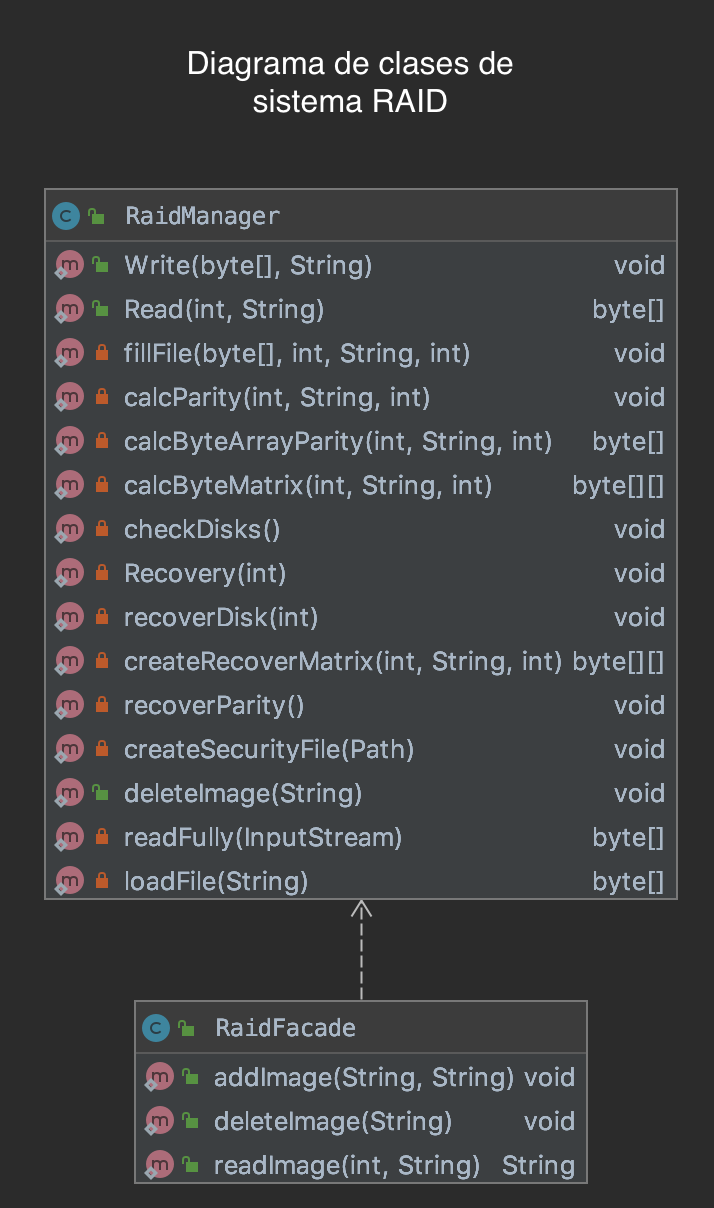 Diagrama de clases de
sistema RAID
RaidManager
Write(byte[], String) void
Read(int, String) byte[]
fillFile(byte[], int, String, int) void
calcParity(int, String, int) void
calcByteArrayParity(int, String, int) byte[]
calcByteMatrix(int, String, int) byte[][]
checkDisks() void
Recovery(int) void
recoverDisk(int) void
createRecoverMatrix(int, String, int) byte[][]
recoverParity() void
createSecurityFile(Path) void
deleteImage(String) void
readFully(InputStream) byte[]
loadFile(String) byte[]
RaidFacade
addImage(String, String) void
deleteImage(String) void
readImage(int, String) String